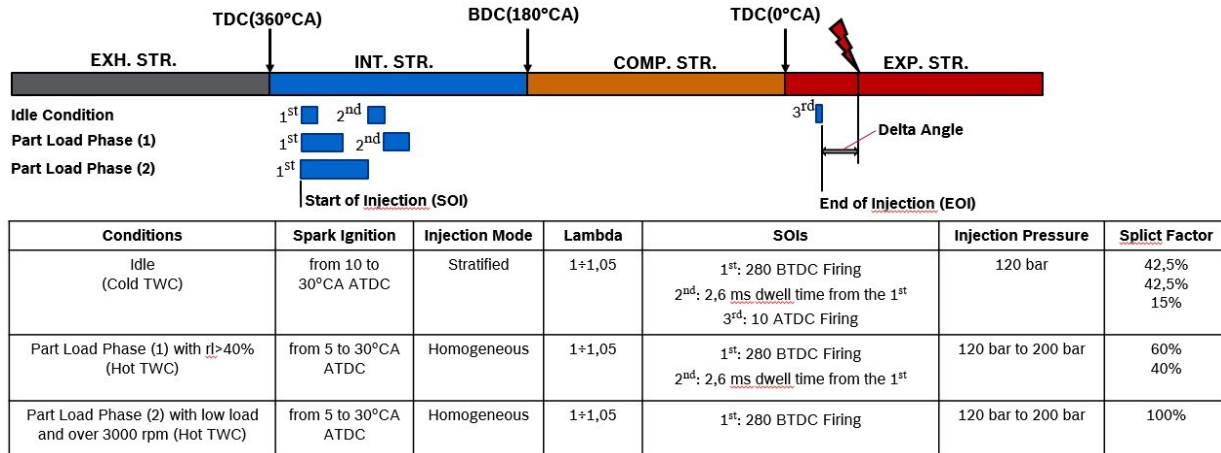 TDC(360°CA) BDC(180°CA) TDC(0°CA)
EXH. STR. INT. STR. COMP. STR. EXP. STR.
Idle Condition 1st 2nd 3rd
Delta Angle
Part Load Phase (1) 1st 2nd
Part Load Phase (2) 1st
Start of Injection (SOI) End of Injection (EOI)
Conditions Spark Ignition Injection Mode Lambda SOIs Injection Pressure Splict Factor
Idle
(Cold TWC)
from 10 to
30°CA ATDC
Stratified
1÷1,05
1st: 280 BTDC Firing
2nd: 2,6 ms dwell time from the 1st
3rd: 10 ATDC Firing
120 bar
42,5%
42,5%
15%
Part Load Phase (1) with rl>40%
(Hot TWC)
from 5 to 30°CA
ATDC
Homogeneous
1÷1,05
1st: 280 BTDC Firing
2nd: 2,6 ms dwell time from the 1st
120 bar to 200 bar
60%
40%
Part Load Phase (2) with low load
and over 3000 rpm (Hot TWC)
from 5 to 30°CA
ATDC
Homogeneous
1÷1,05
1st: 280 BTDC Firing
120 bar to 200 bar
100%